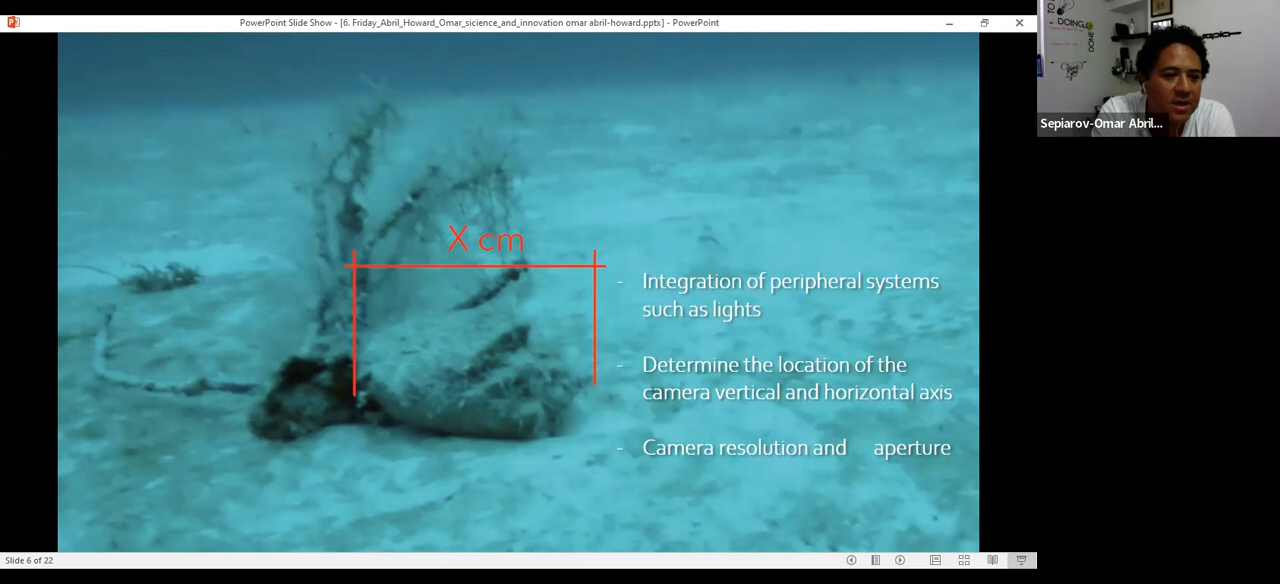 PowerPoint Slide Show - [6. Friday_Abril_Howard_Omar_sicience_and_innovation omar abril-howard.pptx] - PowerPoint
DOING
DONE
Sepiarov-Omar Abril...
X cm
- Integration of peripheral systems
such as lights
- Determine the location of the
camera vertical and horizontal axis
- Camera resolution and aperture
Slide 6 of 22